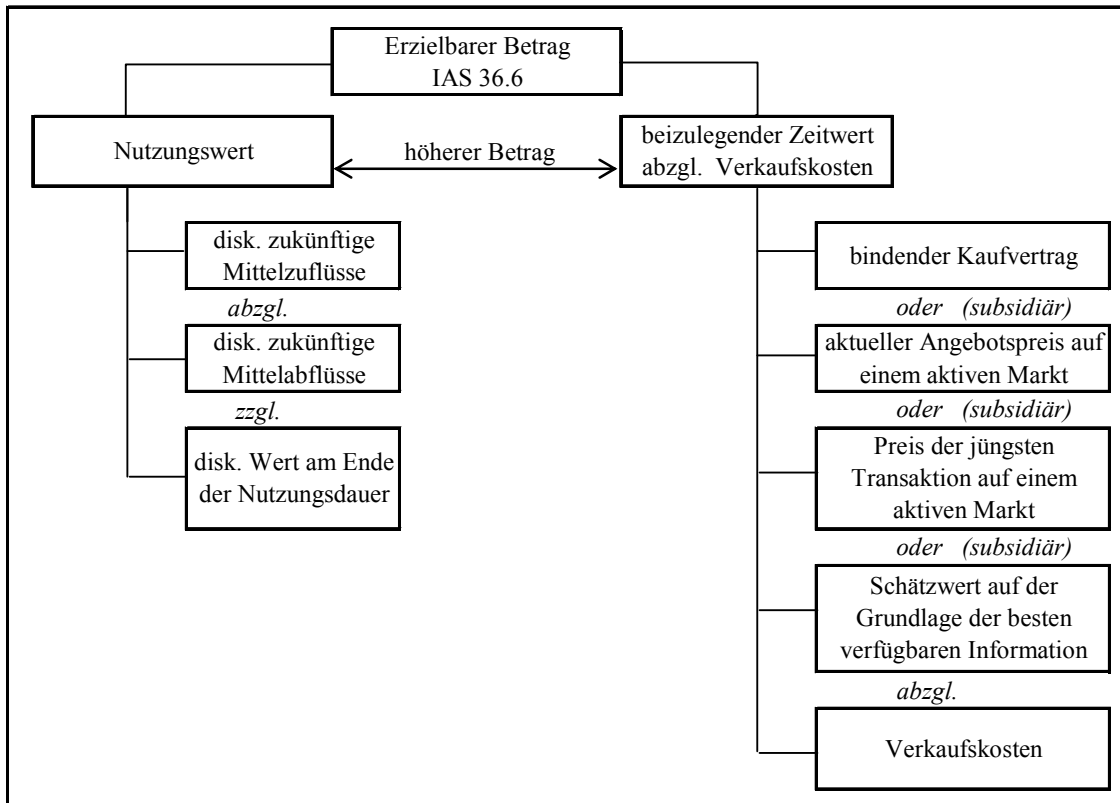 Erzielbarer Betrag
IAS 36.6
Nutzungswert
höherer Betrag
beizulegender Zeitwert
abzgl. Verkaufskosten
disk. zukünftige
Mittelzuflüsse
abzgl.
disk. zukünftige
Mittelabflüsse
zzgl.
disk. Wert am Ende
der Nutzungsdauer
bindender Kaufvertrag
oder (subsidiär)
aktueller Angebotspreis auf
einem aktiven Markt
oder (subsidiär)
Preis der jüngsten
Transaktion auf einem
aktiven Markt
oder (subsidiär)
Schätzwert auf der
Grundlage der besten
verfügbaren Information
abzgl.
Verkaufskosten